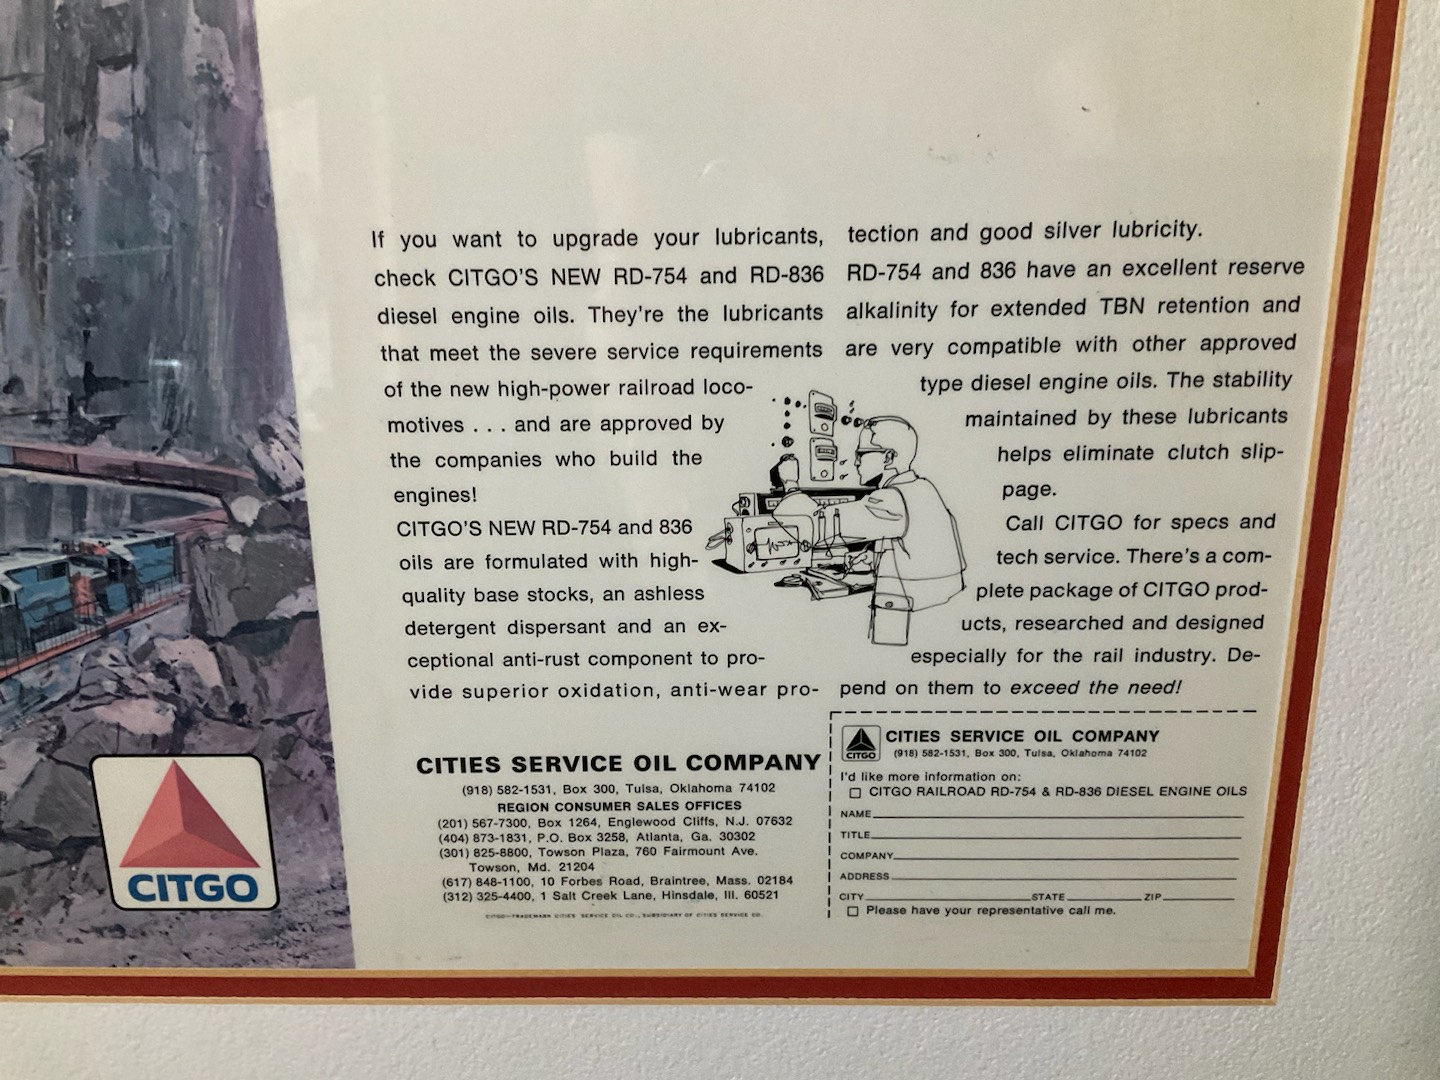 If you want to upgrade your lubricants,
check CITGO'S NEW RD-754 and RD-836
diesel engine oils. They're the lubricants
that meet the severe service requirements
of the new high-power railroad loco-
motives . . . and are approved by
the companies who build the
engines!
CITGO'S NEW RD-754 and 836
oils are formulated with high-
quality base stocks, an ashless
detergent dispersant and an ex-
ceptional anti-rust component to pro-
vide superior oxidation, anti-wear pro-
tection and good silver lubricity.
RD-754 and 836 have an excellent reserve
alkalinity for extended TBN retention and
are very compatible with other approved
type diesel engine oils. The stability
maintained by these lubricants
helps eliminate clutch slip-
page.
Call CITGO for specs and
tech service. There's a com-
plete package of CITGO prod-
ucts, researched and designed
especially for the rail industry. De-
pend on them to exceed the need!
CITGO
CITIES SERVICE OIL COMPANY
(918) 582-1531, Box 300, Tulsa, Oklahoma 74102
REGION CONSUMER SALES OFFICES
(201) 567-7300, Box 1264, Englewood Cliffs, N.J. 07632
(404) 873-1831, P.O. Box 3258, Atlanta, Ga. 30302
(301) 825-8800, Towson Plaza, 760 Fairmount Ave.
Towson, Md. 21204
(617) 848-1100, 10 Forbes Road, Braintree, Mass. 02184
(312) 325-4400, 1 Salt Creek Lane, Hinsdale, Ill. 60521
CITGO—TRADEMARK CITIES SERVICE OIL CO., SUBSIDIARY OF CITIES SERVICE CO.
CITGO
CITIES SERVICE OIL COMPANY
(918) 582-1531, Box 300, Tulsa, Oklahoma 74102
I'd like more information on:
CITGO RAILROAD RD-754 & RD-836 DIESEL ENGINE OILS
NAME
TITLE
COMPANY
ADDRESS
CITY STATE ZIP
Please have your representative call me.